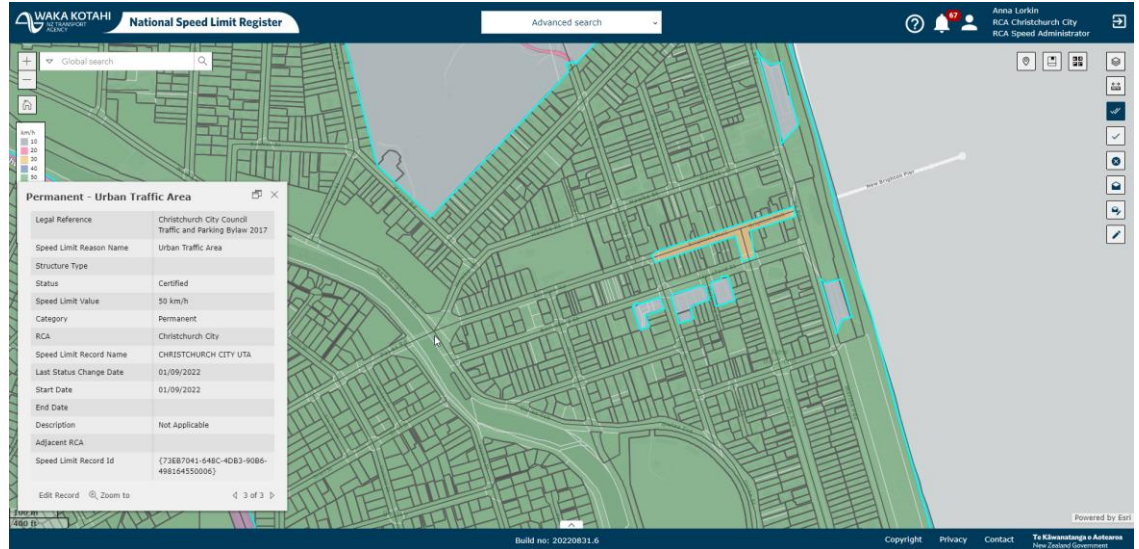 WAKA KOTAHI
NZ TRANSPORT
AGENCY
National Speed Limit Register
Advanced search
67
Anna Lorkin
RCA Christchurch City
RCA Speed Administrator
Global search
km/h
10
20
30
40
50
New Brighton Pier
Permanent - Urban Traffic Area
Legal Reference
Christchurch City Council
Traffic and Parking Bylaw 2017
Speed Limit Reason Name
Urban Traffic Area
Structure Type
Status
Certified
Speed Limit Value
50 km/h
Category
Permanent
RCA
Christchurch City
Speed Limit Record Name
CHRISTCHURCH CITY UTA
Last Status Change Date
01/09/2022
Start Date
01/09/2022
End Date
Description
Not Applicable
Adjacent RCA
Speed Limit Record Id
{73EB7041-648C-4DB3-90B6-
498164550006}
Edit Record
Zoom to
3 of 3
100 m
400 ft
Powered by Esri
Build no: 20220831.6
Copyright
Privacy
Contact
Te Kāwanatanga o Aotearoa
New Zealand Government